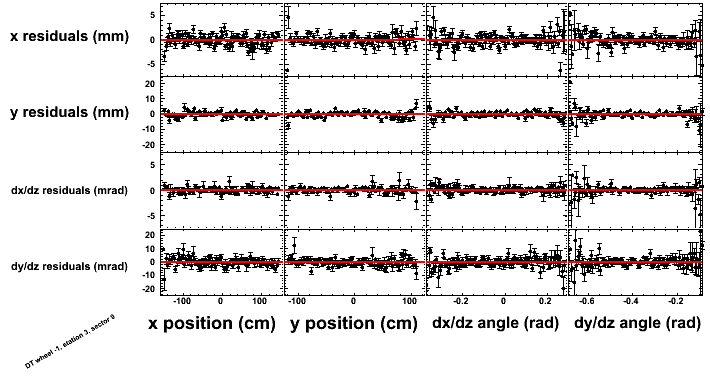 x residuals (mm)
5
0
-5
y residuals (mm)
20
10
0
-10
-20
dx/dz residuals (mrad)
5
0
-5
dy/dz residuals (mrad)
20
10
0
-10
-20
-100 0 100 -100 0 100 -0.2 0 0.2 -0.6 -0.4 -0.2
x position (cm) y position (cm) dx/dz angle (rad) dy/dz angle (rad)
DT wheel -1, station 3, sector 9